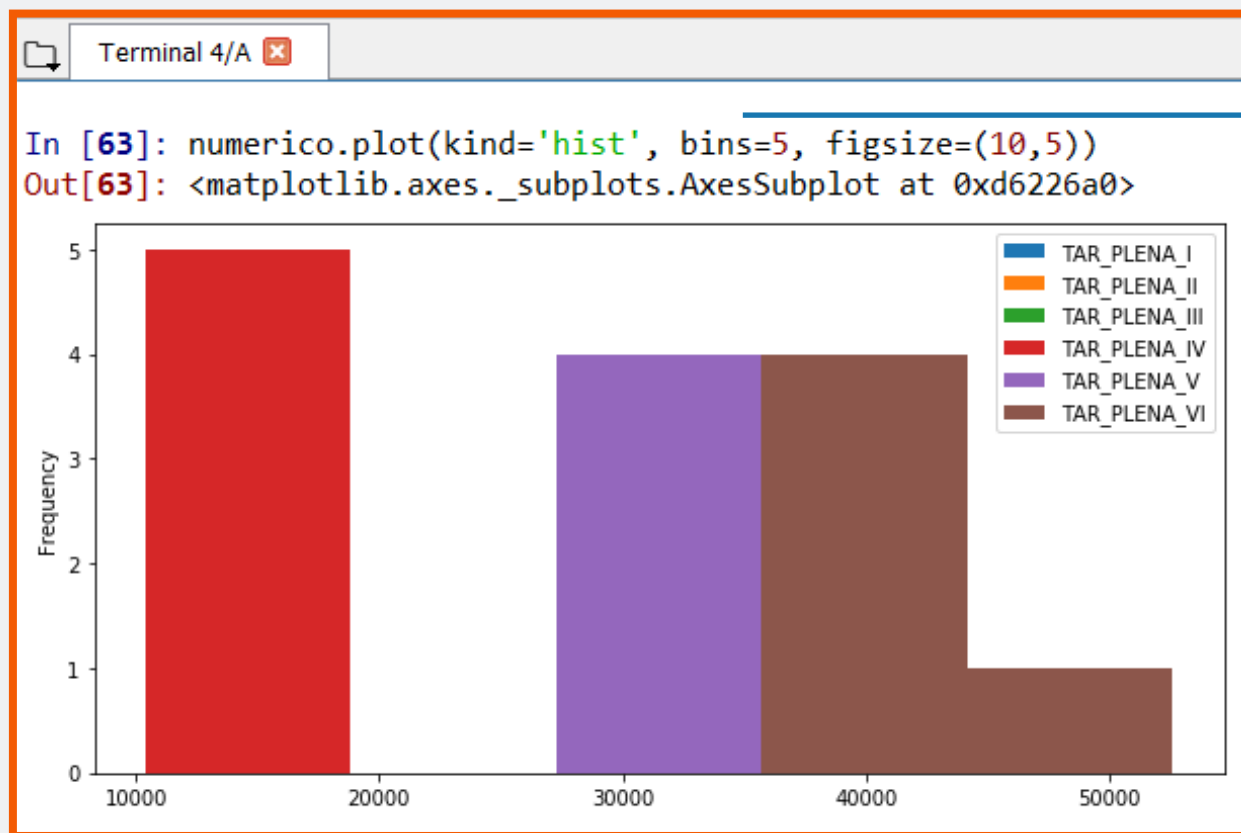 Terminal 4/A
In [63]: numerico.plot(kind='hist', bins=5, figsize=(10,5))
Out[63]: <matplotlib.axes._subplots.AxesSubplot at 0xd6226a0>
5
4
3
2
1
0
Frequency
TAR_PLENA_I
TAR_PLENA_II
TAR_PLENA_III
TAR_PLENA_IV
TAR_PLENA_V
TAR_PLENA_VI
10000 20000 30000 40000 50000